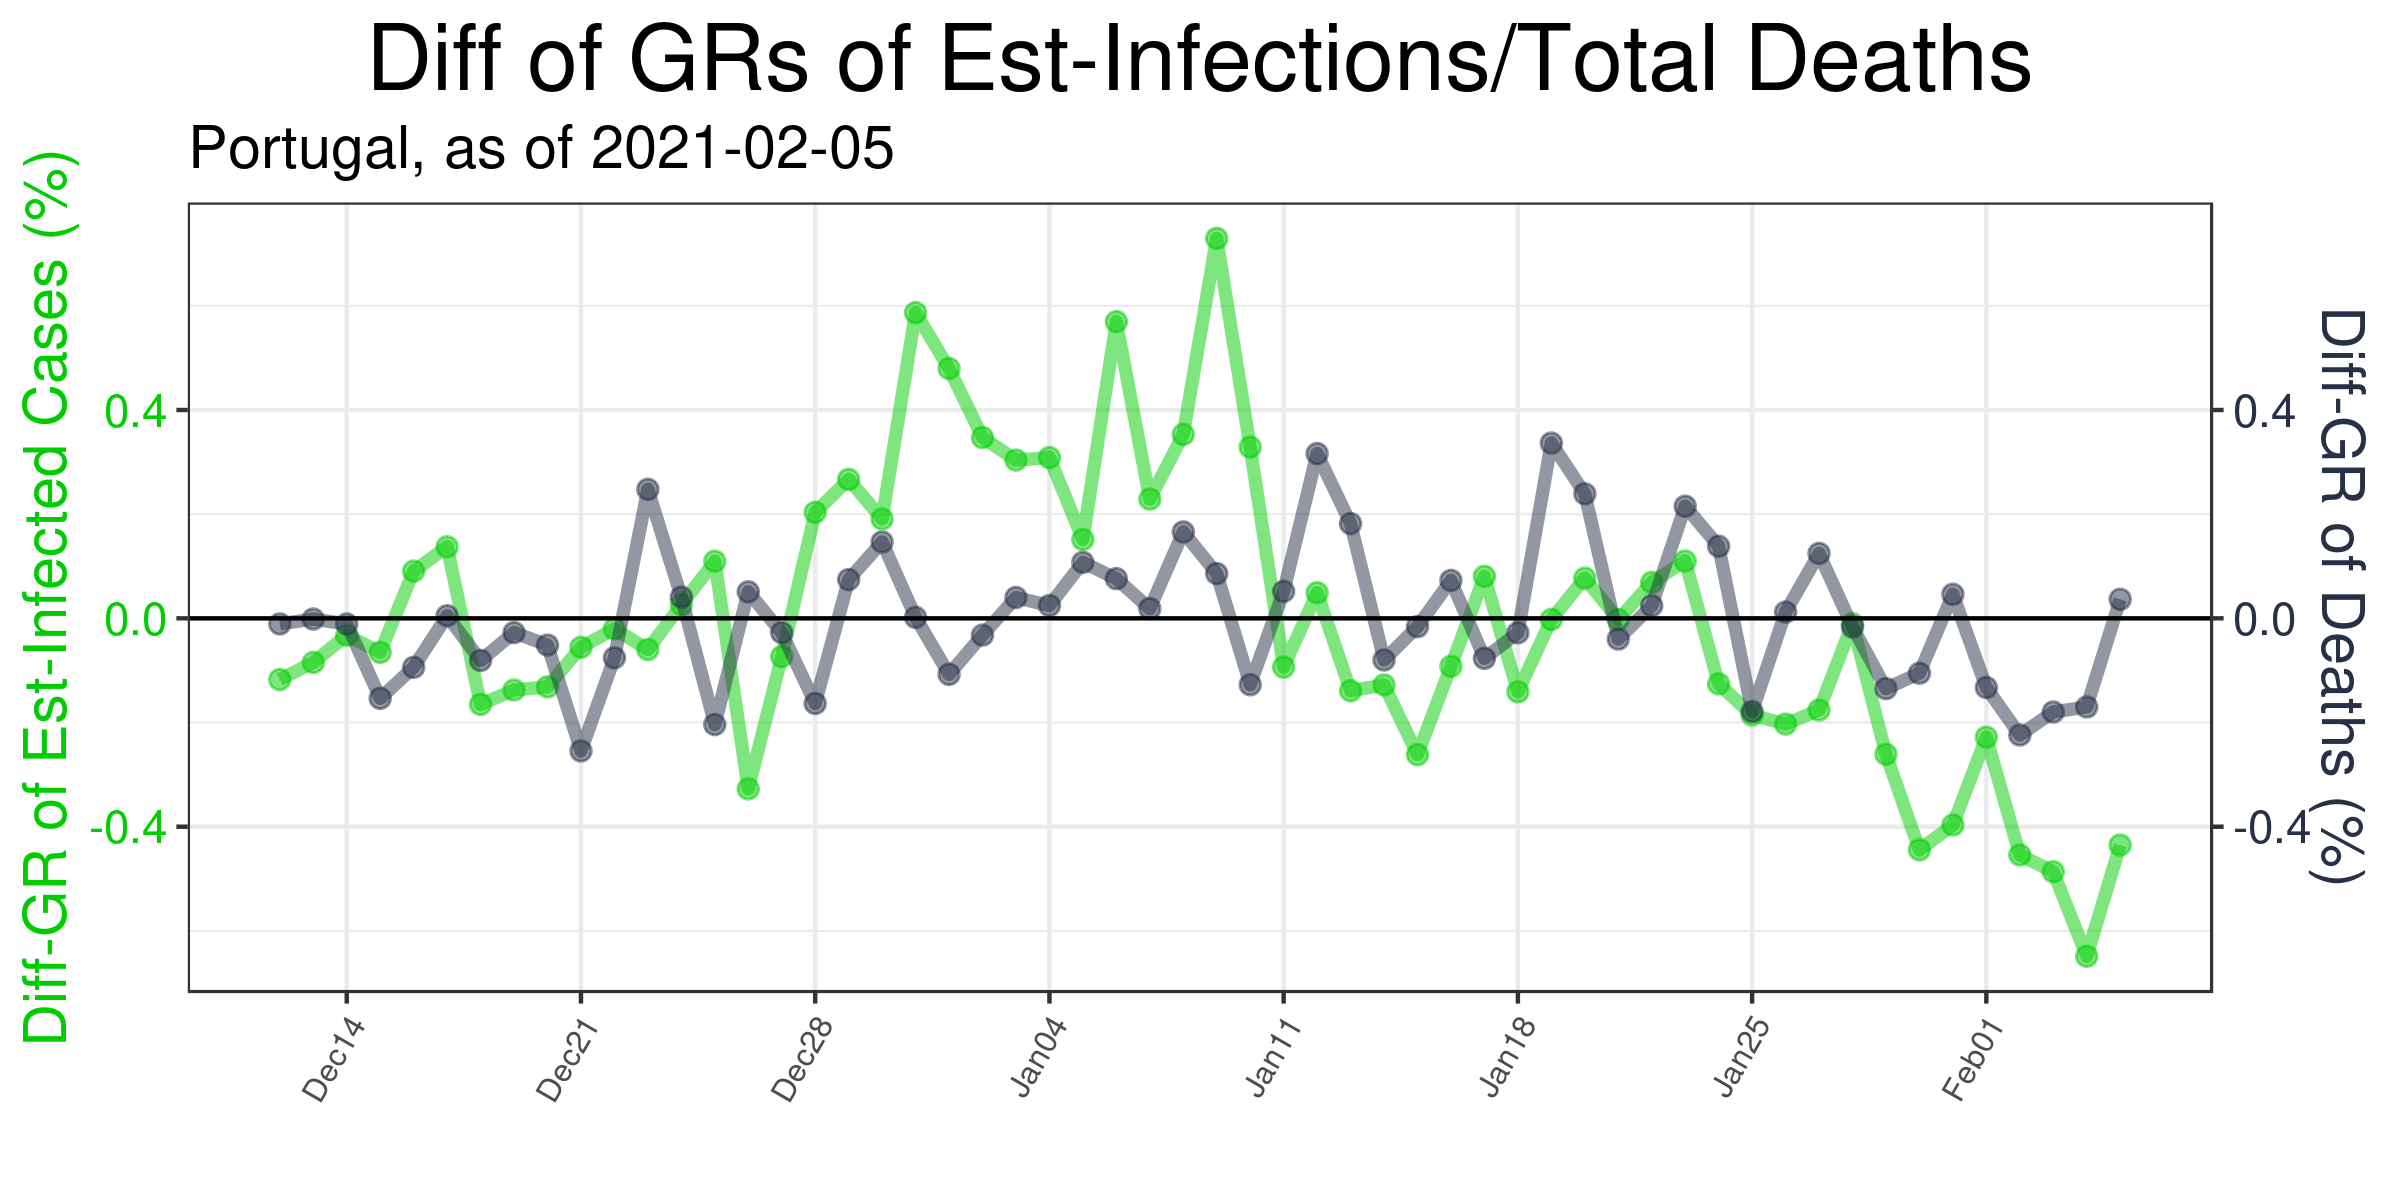 Diff of GRs of Est-Infections/Total Deaths
Portugal, as of 2021-02-05
Diff-GR of Est-Infected Cases (%)
0.4
0.0
-0.4
0.4
0.0
-0.4
Diff-GR of Deaths (%)
Dec14
Dec21
Dec28
Jan04
Jan11
Jan18
Jan25
Feb01